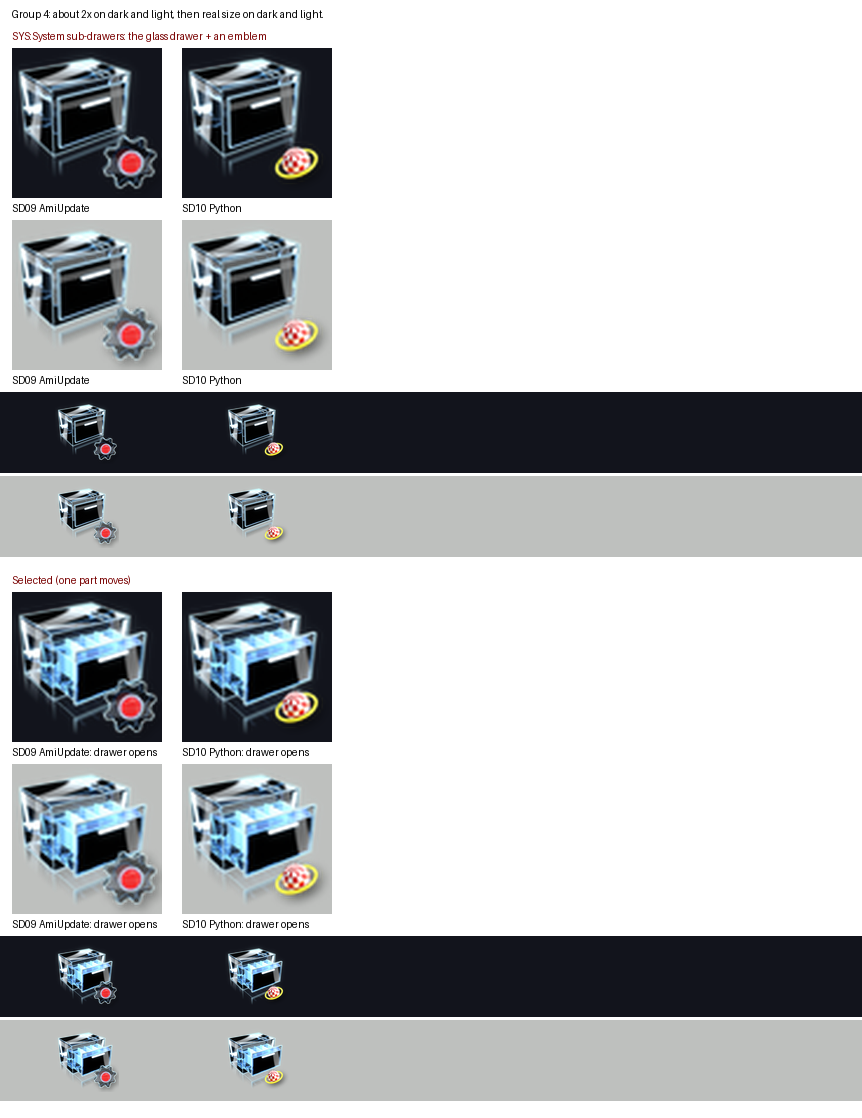 Group 4: about 2x on dark and light, then real size on dark and light.
SYS:System sub-drawers: the glass drawer + an emblem
SD09 AmiUpdate
SD10 Python
SD09 AmiUpdate
SD10 Python
Selected (one part moves)
SD09 AmiUpdate: drawer opens
SD10 Python: drawer opens
SD09 AmiUpdate: drawer opens
SD10 Python: drawer opens